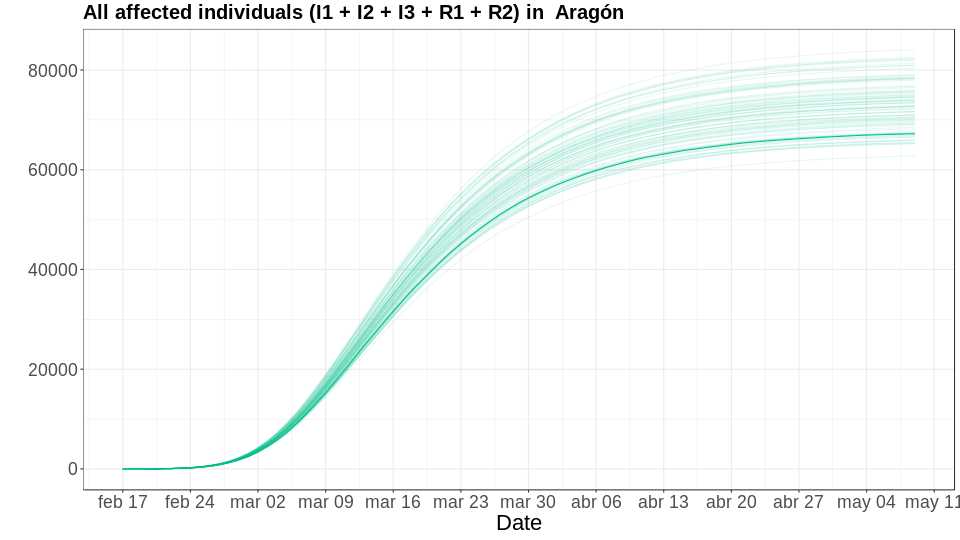 All affected individuals (I1 + I2 + I3 + R1 + R2) in  Aragón
80000
60000
40000
20000
0
feb 17 feb 24 mar 02 mar 09 mar 16 mar 23 mar 30 abr 06 abr 13 abr 20 abr 27 may 04 may 11
Date